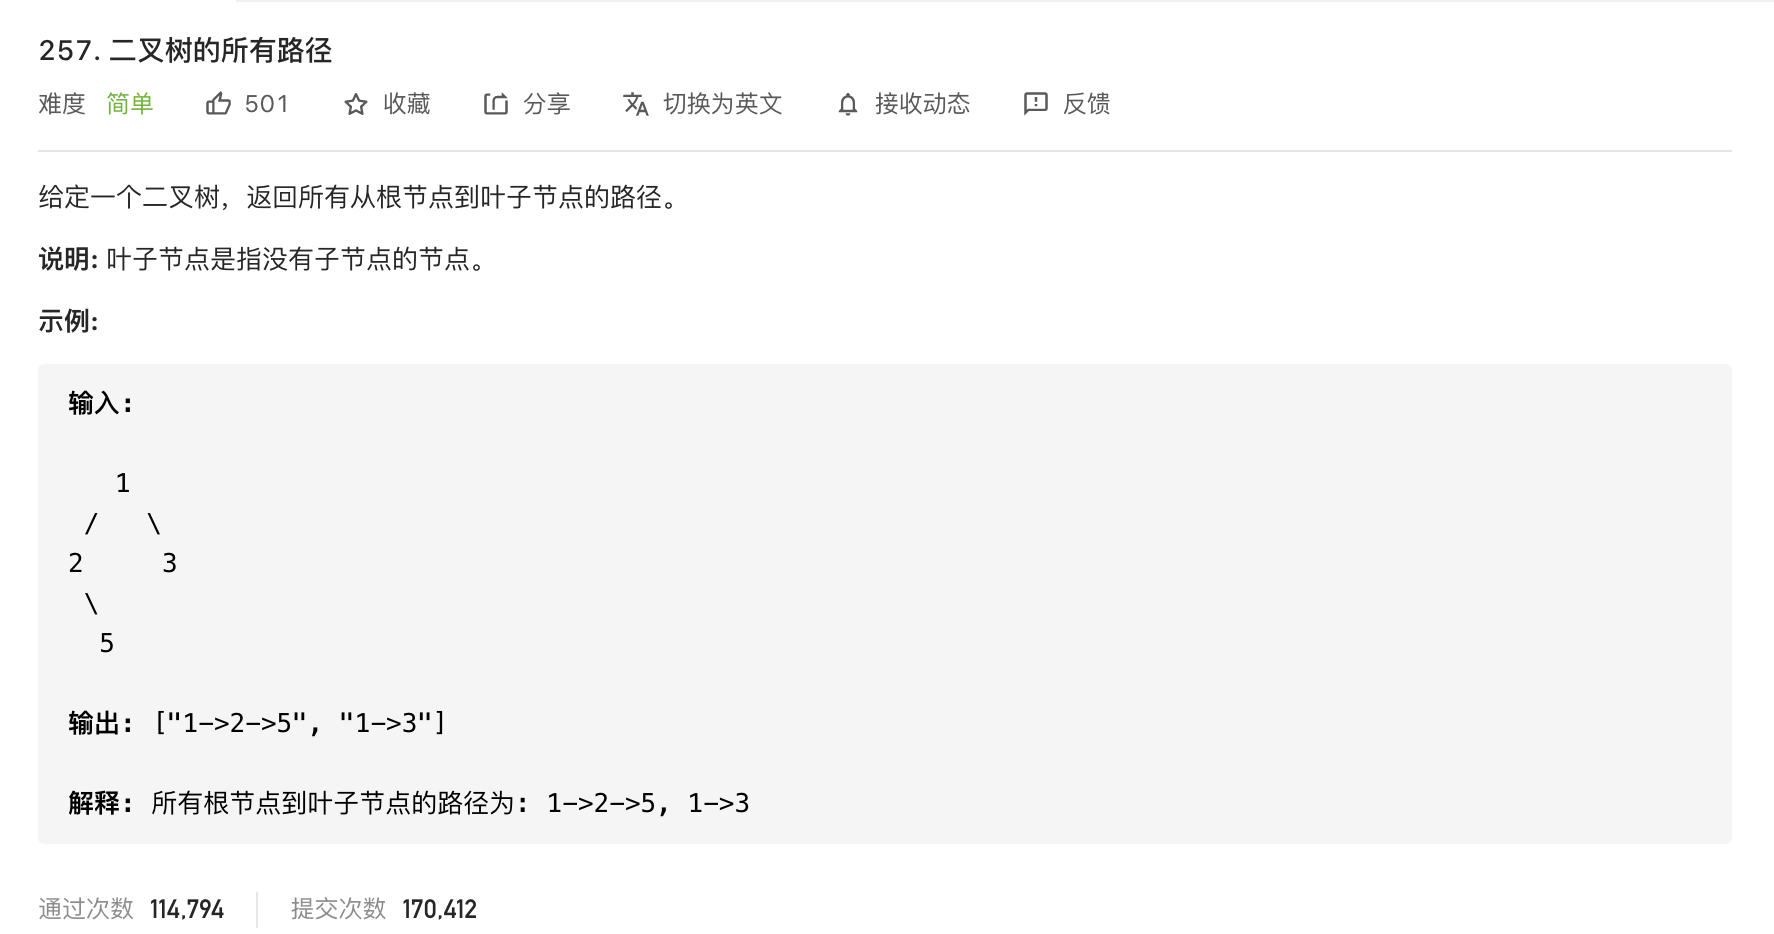 257. 二叉树的所有路径
难度 简单 501 收藏 分享 切换为英文 接收动态 反馈
给定一个二叉树，返回所有从根节点到叶子节点的路径。
说明: 叶子节点是指没有子节点的节点。
示例:
输入:
   1
 /   \
2     3
 \
  5
输出: ["1->2->5", "1->3"]
解释: 所有根节点到叶子节点的路径为: 1->2->5, 1->3
通过次数 114,794 提交次数 170,412